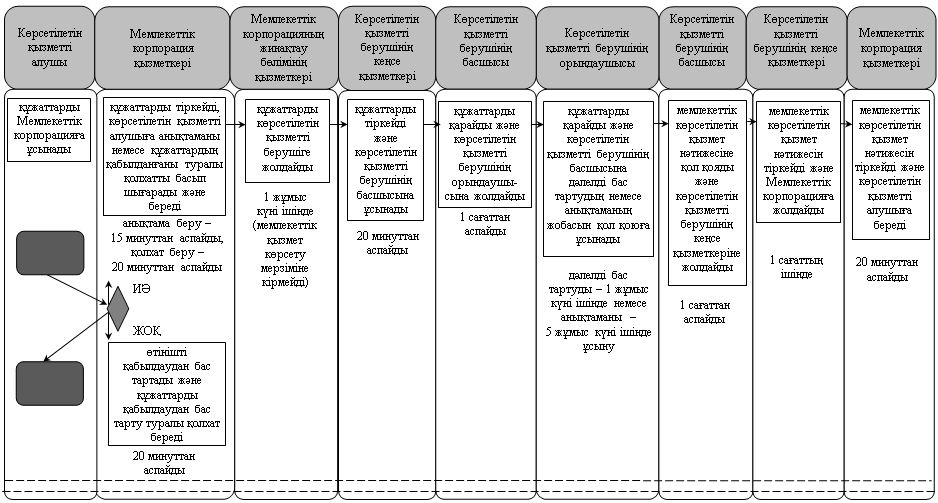 Көрсетілетін
қызметті
алушы
Мемлекеттік
корпорация
қызметкері
Мемлекеттік
корпорацияның
жинақтау
бөлімінің
қызметкері
Көрсетілетін
қызметті
берушінің
кеңсе
қызметкері
Көрсетілетін
қызметті
берушінің
басшысы
Көрсетілетін
қызметті берушінің
орындаушысы
Көрсетілетін
қызметті
берушінің
басшысы
Көрсетілетін
қызметті
берушінің кеңсе
қызметкері
Мемлекеттік
корпорация
қызметкері
құжаттарды
Мемлекеттік
корпорацияға
ұсынады
құжаттарды тіркейді,
көрсетілетін қызметті
алушыға анықтаманы
немесе құжаттардың
қабылданғаны туралы
қолхатты басып
шығарады және
береді
анықтама беру –
15 минуттан аспайды,
қолхат беру –
20 минуттан аспайды
ИӘ
ЖОҚ
өтінішті
қабылдаудан бас
тартады және
құжаттарды
қабылдаудан бас
тарту туралы қолхат
береді
20 минуттан
аспайды
құжаттарды
көрсетілетін
қызметті
берушіге
жолдайды
1 жұмыс
күні ішінде
(мемлекеттік
қызмет
көрсету
мерзіміне
кірмейді)
құжаттарды
тіркейді
және
көрсетілетін
қызметті
берушінің
басшысына
ұсынады
20 минуттан
аспайды
құжаттарды
қарайды және
көрсетілетін
қызметті
берушінің
орындаушы-
сына жолдайды
1 сағаттан
аспайды
құжаттарды
қарайды және
көрсетілетін
қызметті берушінің
басшысына
дәлелді бас
тартудың немесе
анықтаманың
жобасын қол қоюға
ұсынады
дәлелді бас
тартуды – 1 жұмыс
күні ішінде немесе
анықтаманы –
5 жұмыс күні ішінде
ұсыну
мемлекеттік
көрсетілетін
қызмет
нәтижесіне
қол қояды
және
көрсетілетін
қызметті
берушінің
кеңсе
қызметкеріне
жолдайды
1 сағаттан
аспайды
мемлекеттік
көрсетілетін
қызмет
нәтижесін
тіркейді және
Мемлекеттік
корпорацияға
жолдайды
1 сағаттың
ішінде
мемлекеттік
көрсетілетін
қызмет
нәтижесін
тіркейді және
көрсетілетін
қызметті
алушыға
береді
20 минуттан
аспайды